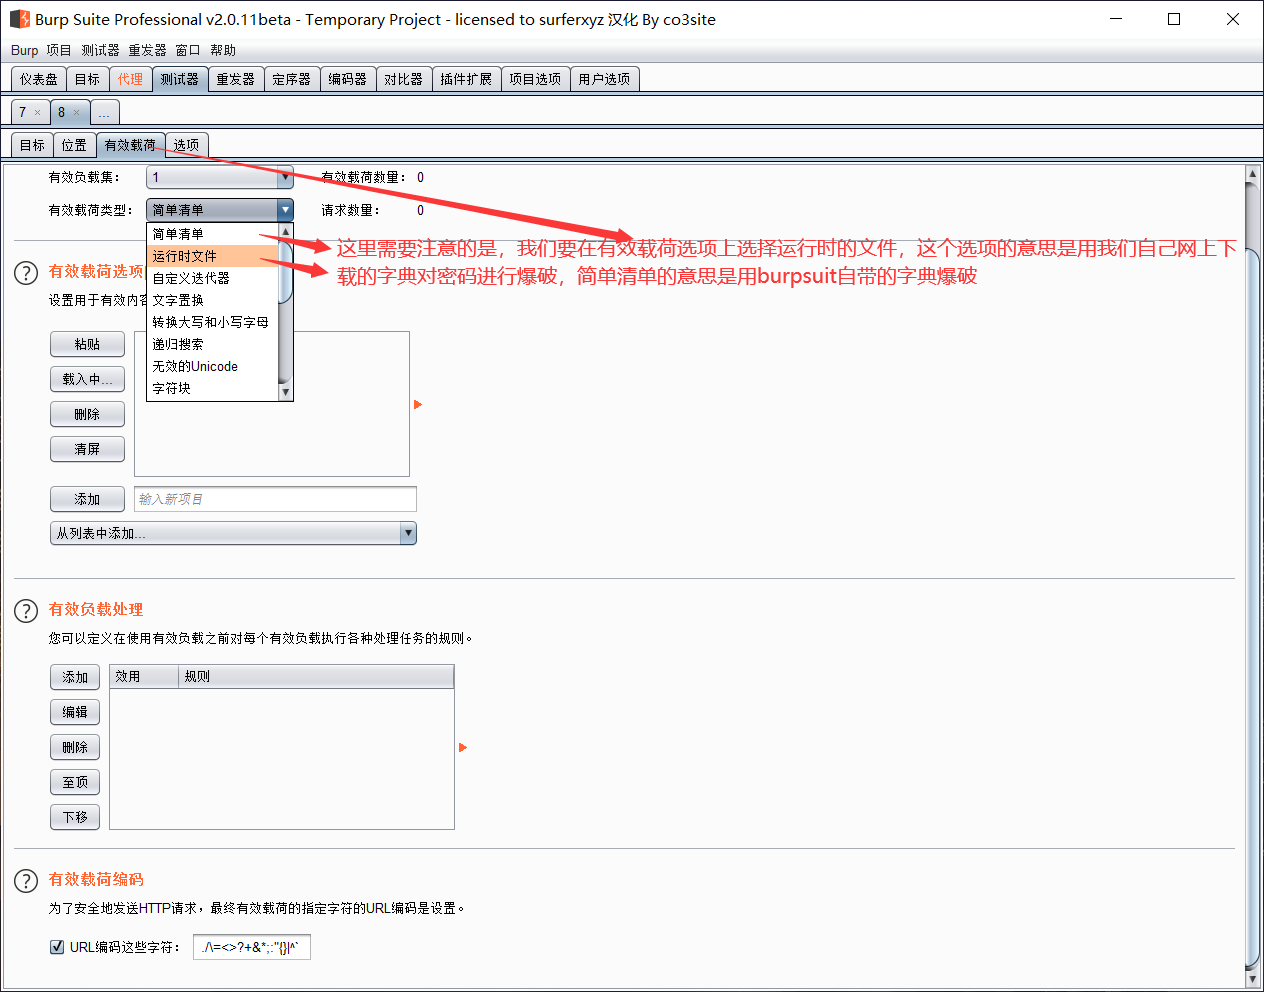 Burp Suite Professional v2.0.11beta - Temporary Project - licensed to surferxyz 汉化 By co3site
Burp 项目 测试器 重发器 窗口 帮助
仪表盘 目标 代理 测试器 重发器 定序器 编码器 对比器 插件扩展 项目选项 用户选项
7 × 8 × ...
目标 位置 有效载荷 选项
有效负载集： 1 有效载荷数量： 0
有效载荷类型： 简单清单 请求数量： 0
简单清单
运行时文件
自定义迭代器
文字置换
转换大写和小写字母
递归搜索
无效的Unicode
字符块
这里需要注意的是，我们要在有效载荷选项上选择运行时的文件，这个选项的意思是用我们自己网上下
载的字典对密码进行爆破，简单清单的意思是用burpsuit自带的字典爆破
? 有效载荷选项
设置用于有效内容
粘贴
载入中...
删除
清屏
添加 输入新项目
从列表中添加...
? 有效负载处理
您可以定义在使用有效负载之前对每个有效负载执行各种处理任务的规则。
添加 效用 规则
编辑
删除
至顶
下移
? 有效载荷编码
为了安全地发送HTTP请求，最终有效载荷的指定字符的URL编码是设置。
URL编码这些字符： ./\=<>?+&*;:"{}|^`